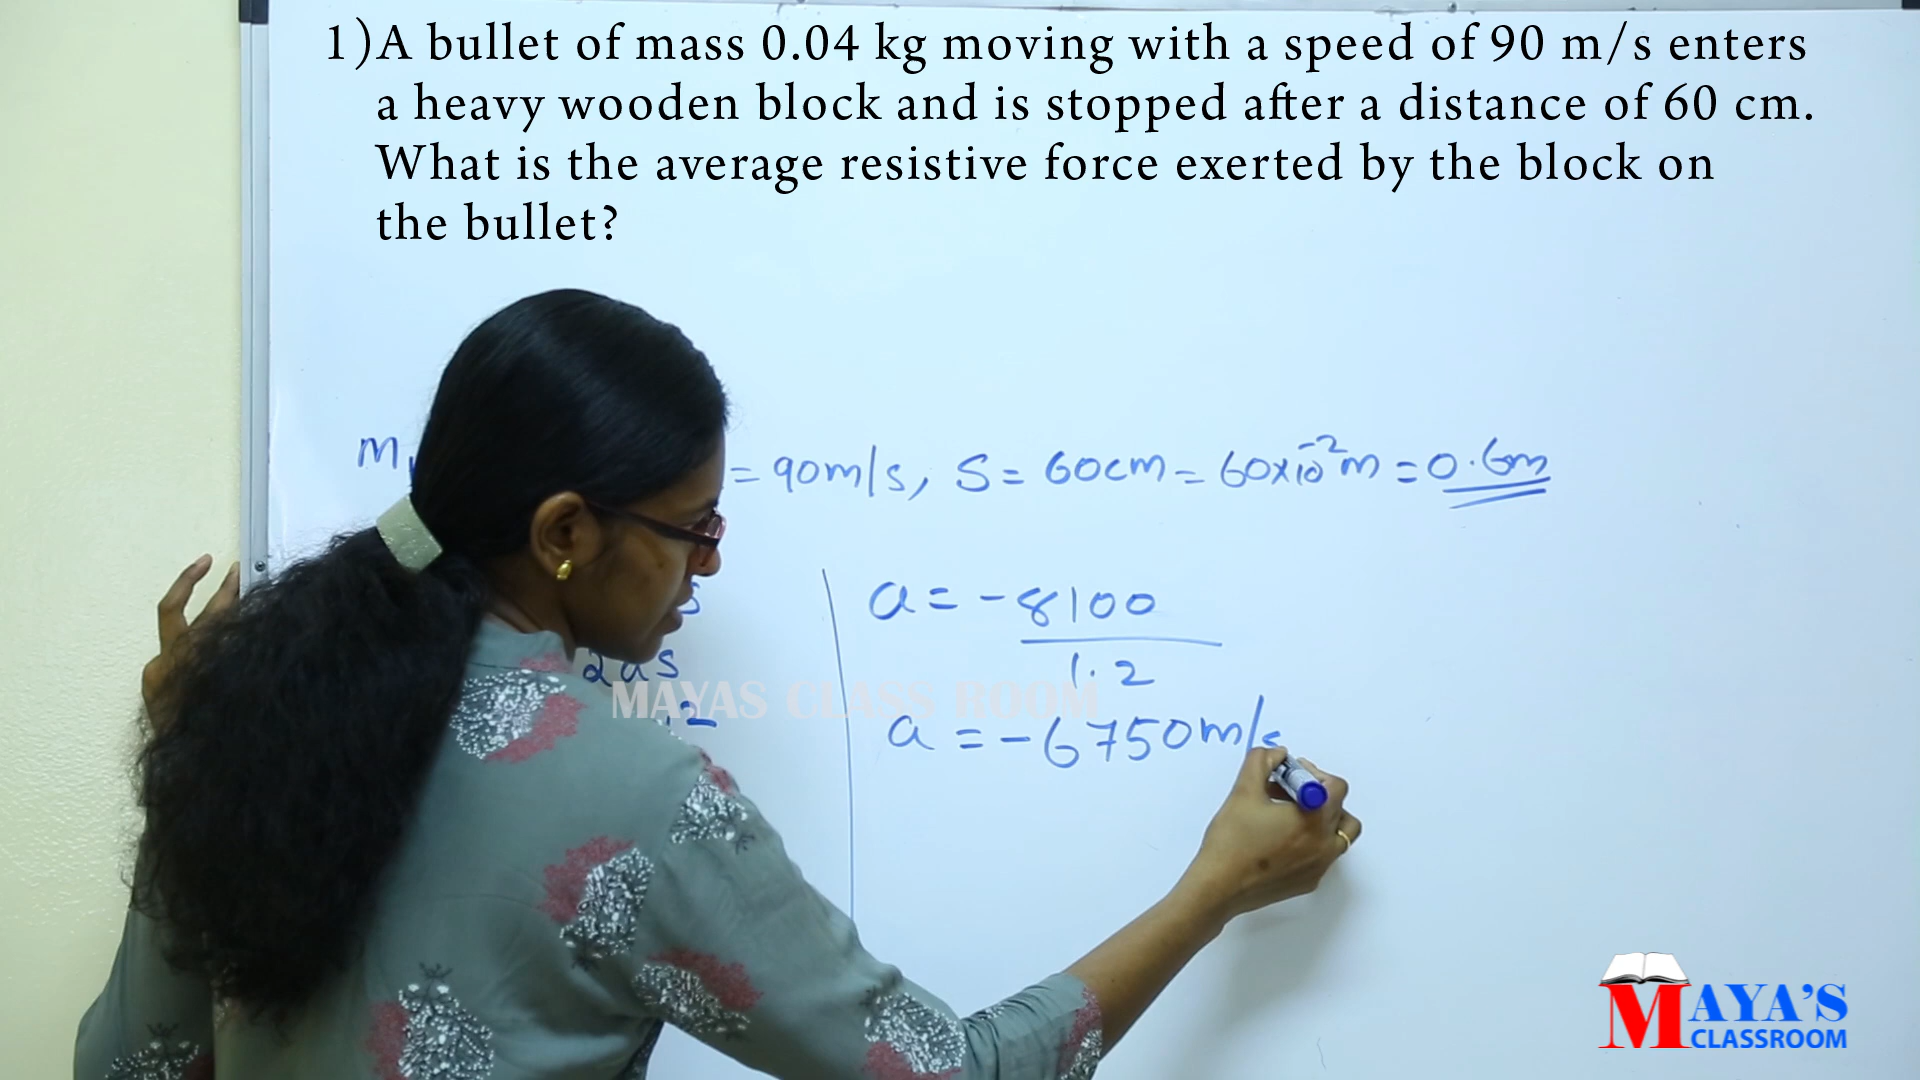 1)A bullet of mass 0.04 kg moving with a speed of 90 m/s enters
a heavy wooden block and is stopped after a distance of 60 cm.
What is the average resistive force exerted by the block on
the bullet?
m = 90m/s, S = 60cm = 60×10⁻²m = 0.6m
s
2as
a = -8100
1.2
a = -6750m/s
MAYAS CLASS ROOM
MAYA'S
CLASSROOM